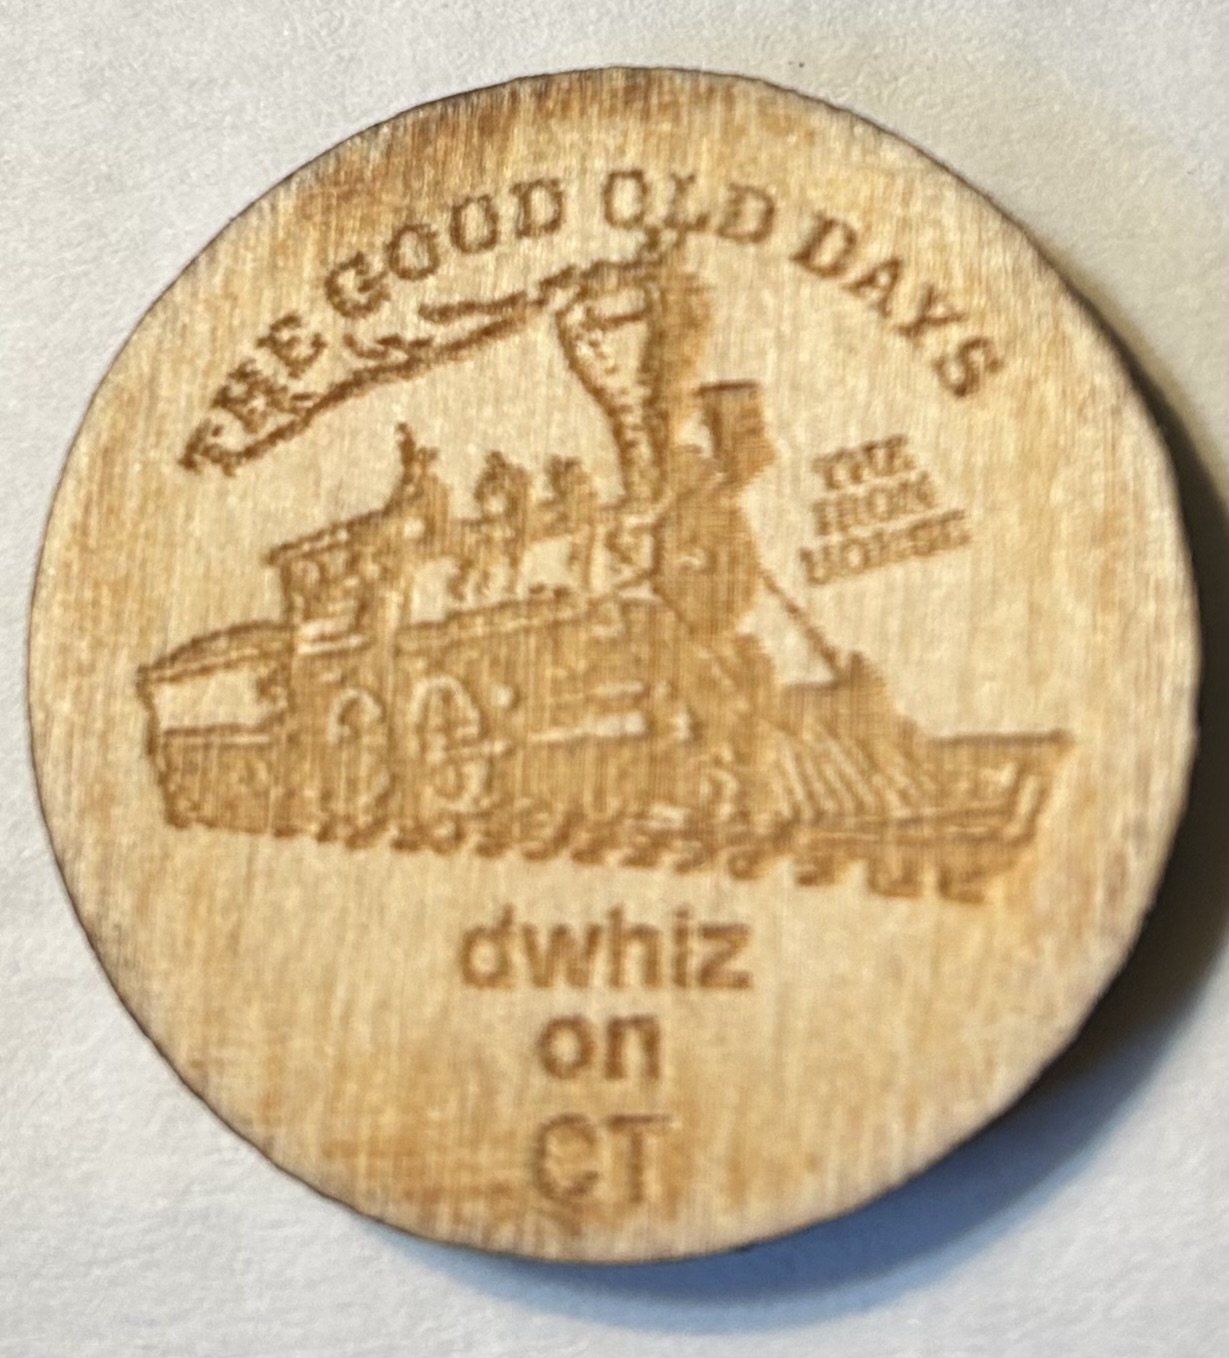 THE GOOD OLD DAYS
THE
IRON
HORSE
dwhiz
on
CT